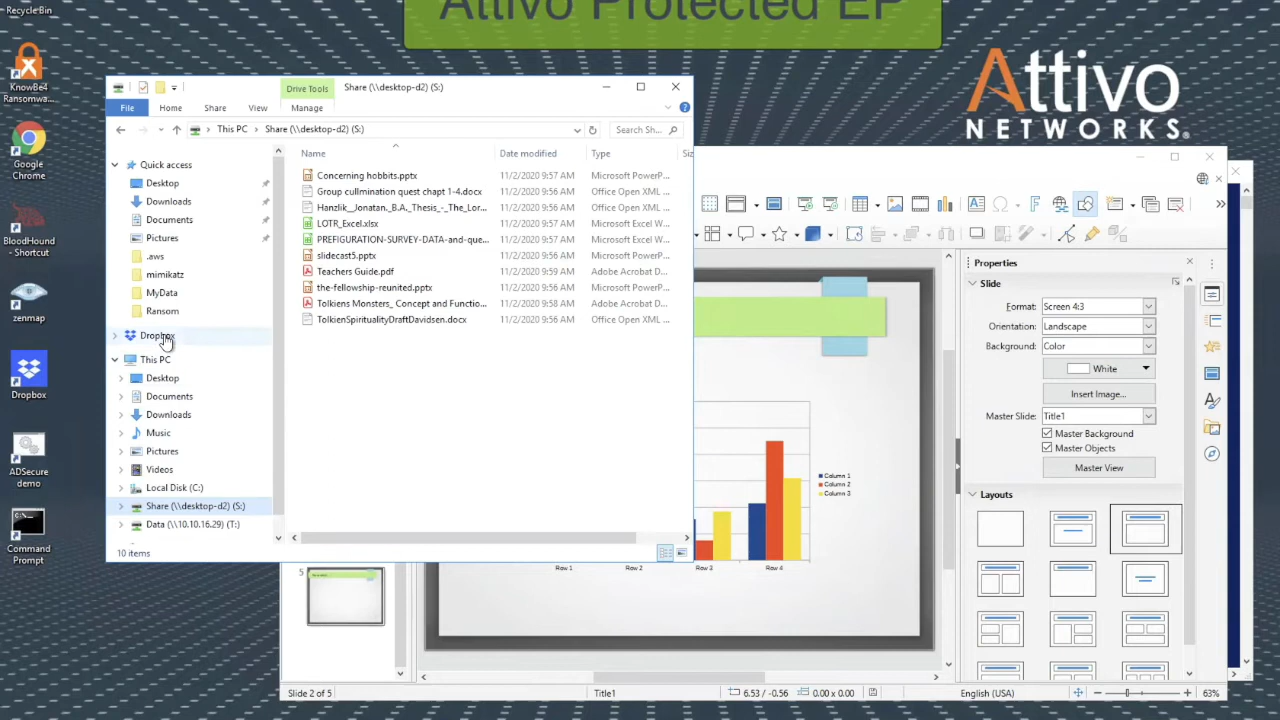 RecycleBin
Attivo Protected EP
KnowBe4
Ransomwa...
Google
Chrome
BloodHound
- Shortcut
zenmap
Dropbox
ADSecure
demo
Command
Prompt
Attivo
NETWORKS®
Drive Tools
Share (\\desktop-d2) (S:)
File
Home
Share
View
Manage
This PC > Share (\\desktop-d2) (S:)
Search Sh...
Quick access
Desktop
Downloads
Documents
Pictures
.aws
mimikatz
MyData
Ransom
Dropbox
This PC
Desktop
Documents
Downloads
Music
Pictures
Videos
Local Disk (C:)
Share (\\desktop-d2) (S:)
Data (\\10.10.16.29) (T:)
10 items
Name Date modified Type Siz
Concerning hobbits.pptx 11/2/2020 9:57 AM Microsoft PowerP...
Group cullmination quest chapt 1-4.docx 11/2/2020 9:56 AM Office Open XML ...
Hanzlik,_Jonatan,_B.A._Thesis_-_The_Lor... 11/2/2020 9:56 AM Office Open XML ...
LOTR_Excel.xlsx 11/2/2020 9:57 AM Microsoft Excel W...
PREFIGURATION-SURVEY-DATA-and-que... 11/2/2020 9:57 AM Microsoft Excel W...
slidecast5.pptx 11/2/2020 9:56 AM Microsoft PowerP...
Teachers Guide.pdf 11/2/2020 9:59 AM Adobe Acrobat D...
the-fellowship-reunited.pptx 11/2/2020 9:56 AM Microsoft PowerP...
Tolkiens Monsters_ Concept and Functio... 11/2/2020 9:58 AM Adobe Acrobat D...
TolkienSpiritualityDraftDavidsen.docx 11/2/2020 9:56 AM Office Open XML ...
Column 1
Column 2
Column 3
Row 1 Row 2 Row 3 Row 4
5
Properties
Slide
Format: Screen 4:3
Orientation: Landscape
Background: Color
White
Insert Image...
Master Slide: Title1
Master Background
Master Objects
Master View
Layouts
Slide 2 of 5
Title1
6.53 / -0.56
0.00 x 0.00
English (USA)
63%